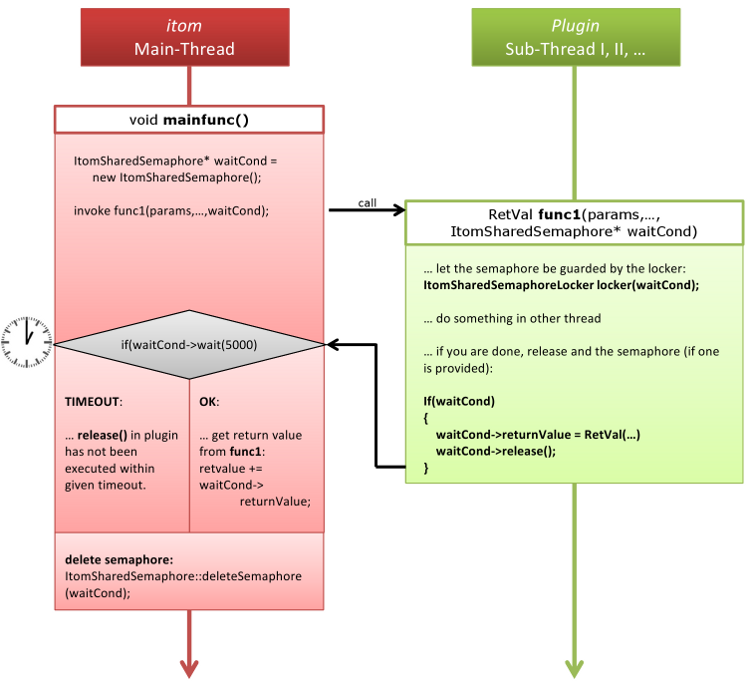 itom
Main-Thread
void mainfunc()
ItomSharedSemaphore* waitCond =
new ItomSharedSemaphore();
invoke func1(params,...,waitCond);
call
if(waitCond->wait(5000)
TIMEOUT:
... release() in plugin
has not been
executed within
given timeout.
OK:
... get return value
from func1:
retvalue +=
waitCond->
returnValue;
delete semaphore:
ItomSharedSemaphore::deleteSemaphore
(waitCond);
Plugin
Sub-Thread I, II, ...
RetVal func1(params,...,
ItomSharedSemaphore* waitCond)
... let the semaphore be guarded by the locker:
ItomSharedSemaphoreLocker locker(waitCond);
... do something in other thread
... if you are done, release and the semaphore (if one
is provided):
If(waitCond)
{
waitCond->returnValue = RetVal(...)
waitCond->release();
}